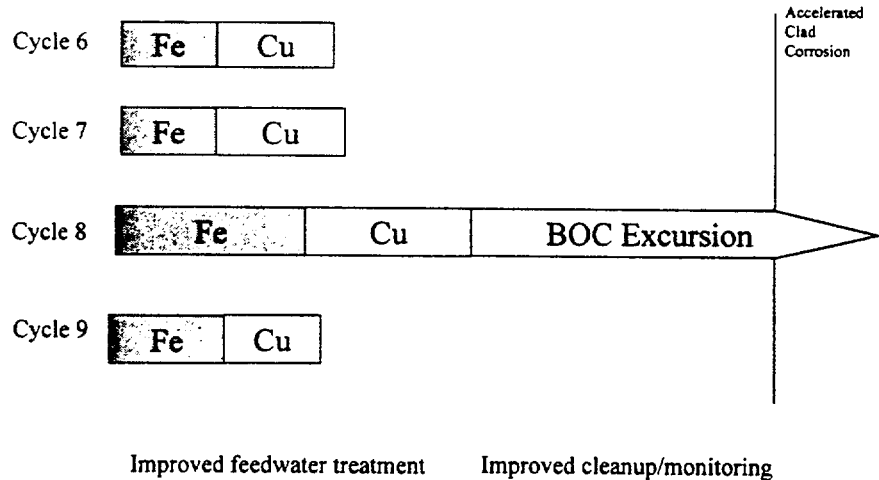 Accelerated
Clad
Corrosion
Cycle 6
Fe
Cu
Cycle 7
Fe
Cu
Cycle 8
Fe
Cu
BOC Excursion
Cycle 9
Fe
Cu
Improved feedwater treatment
Improved cleanup/monitoring